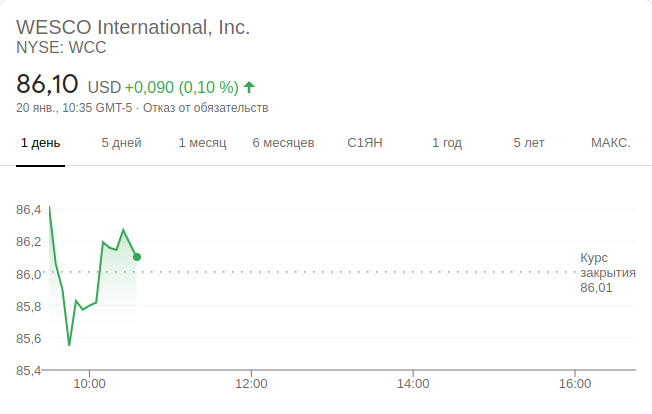 WESCO International, Inc.
NYSE: WCC
86,10 USD +0,090 (0,10 %)
20 янв., 10:35 GMT-5 · Отказ от обязательств
1 день 5 дней 1 месяц 6 месяцев С1ЯН 1 год 5 лет МАКС.
86,4
86,2
86,0
85,8
85,6
85,4
Курс
закрытия
86,01
10:00 12:00 14:00 16:00